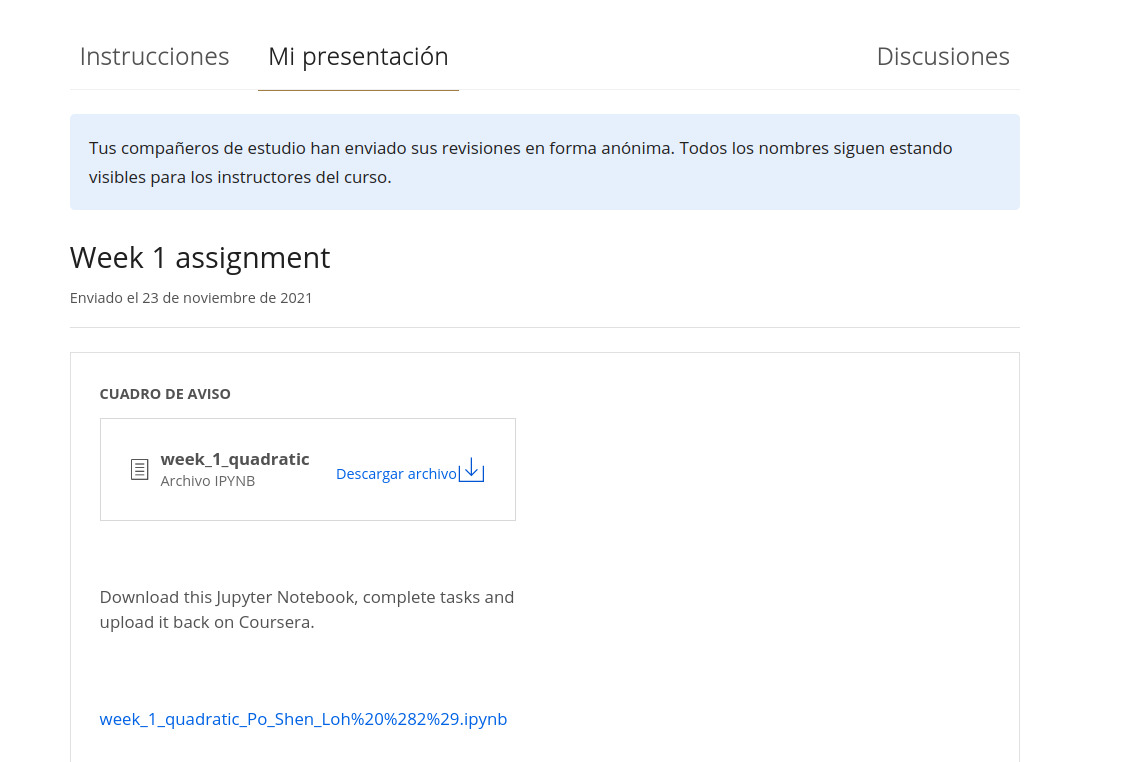 Instrucciones Mi presentación Discusiones
Tus compañeros de estudio han enviado sus revisiones en forma anónima. Todos los nombres siguen estando
visibles para los instructores del curso.
Week 1 assignment
Enviado el 23 de noviembre de 2021
CUADRO DE AVISO
week_1_quadratic
Archivo IPYNB
Descargar archivo
Download this Jupyter Notebook, complete tasks and
upload it back on Coursera.
week_1_quadratic_Po_Shen_Loh%20%282%29.ipynb